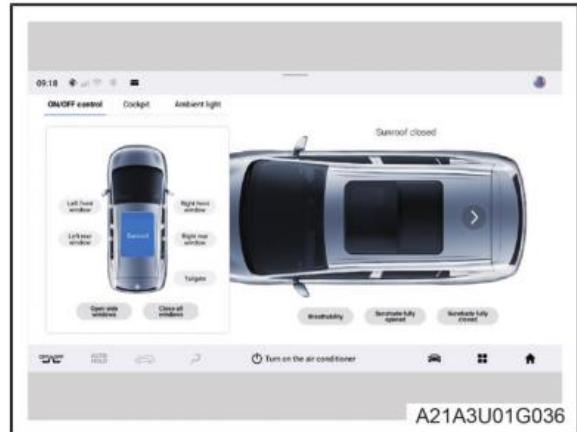 09:18
ON/OFF control Cockpit Ambient light
Sunroof closed
Left front
window
Right front
window
Left rear
window
Sunroof
Right rear
window
Tailgate
Open side
windows
Close all
windows
Breathability
Sunshade fully
opened
Sunshade fully
closed
AUTO
HOLD
Turn on the air conditioner
A21A3U01G036